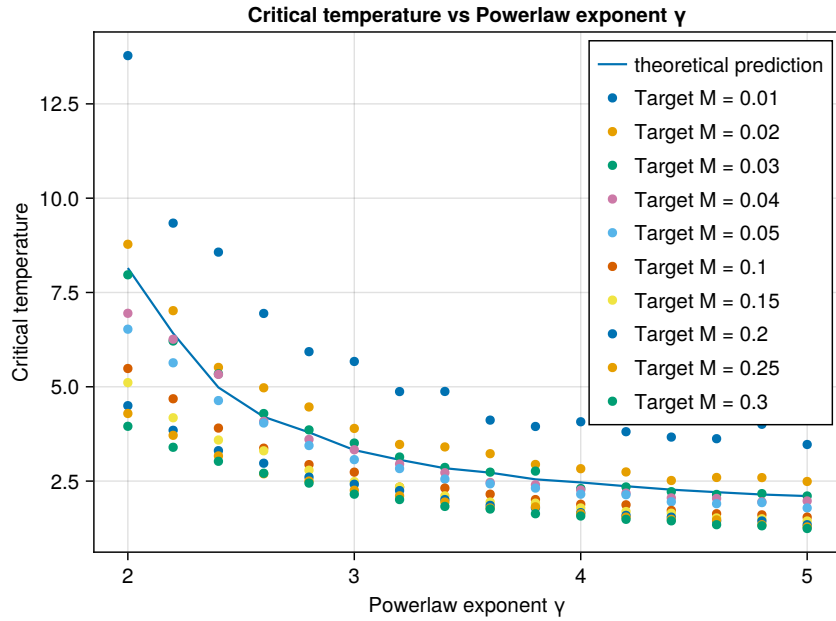 Critical temperature vs Powerlaw exponent γ
Critical temperature
12.5
10.0
7.5
5.0
2.5
theoretical prediction
Target M = 0.01
Target M = 0.02
Target M = 0.03
Target M = 0.04
Target M = 0.05
Target M = 0.1
Target M = 0.15
Target M = 0.2
Target M = 0.25
Target M = 0.3
2
3
4
5
Powerlaw exponent γ